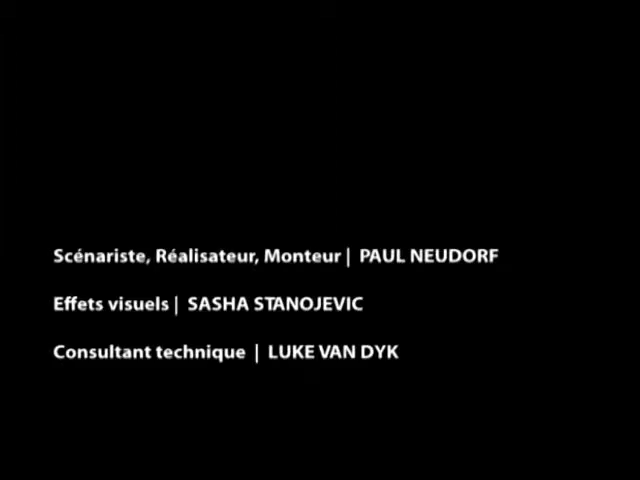 Scénariste, Réalisateur, Monteur | PAUL NEUDORF
Effets visuels | SASHA STANOJEVIC
Consultant technique | LUKE VAN DYK